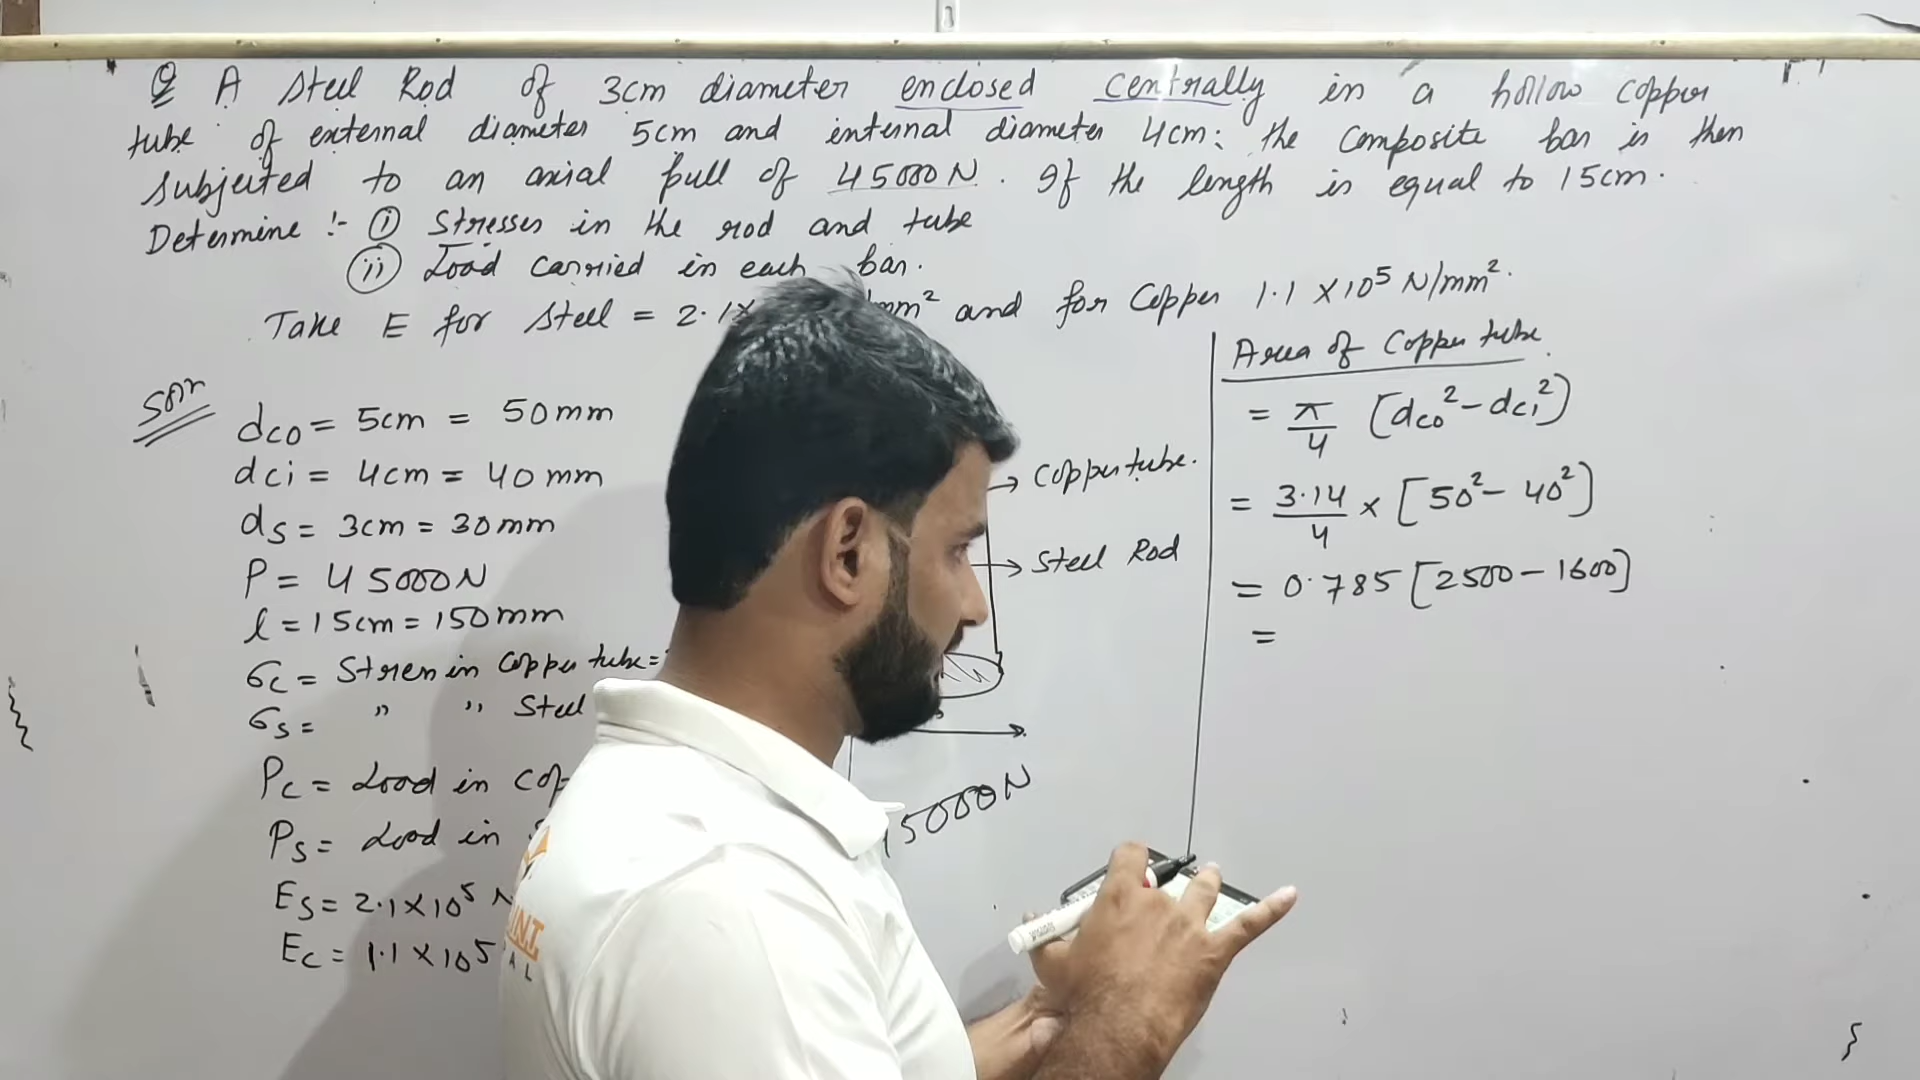 Q A Steel Rod of 3cm diameter enclosed centrally in a hollow copper
tube of external diameter 5cm and internal diameter 4cm: the composite bar is then
subjected to an axial pull of 45000N. If the length is equal to 15cm.
Determine :- (i) Stresses in the rod and tube
(ii) Load carried in each bar.
Take E for Steel = 2.1× mm² and for Copper 1.1 ×10⁵ N/mm².
Solⁿ
dco = 5cm = 50mm
dci = 4cm = 40mm
ds = 3cm = 30mm
P = 45000N
l = 15cm = 150mm
σc = Stress in Copper tube =
σs = " " Steel
Pc = Load in cop
Ps = Load in
Es = 2.1×10⁵ N
Ec = 1.1×10⁵
→ Copper tube.
→ Steel Rod
5000N
Area of Copper tube
= π/4 [dco² - dci²]
= 3.14/4 × [50² - 40²]
= 0.785 [2500 - 1600]
=
INT
AL